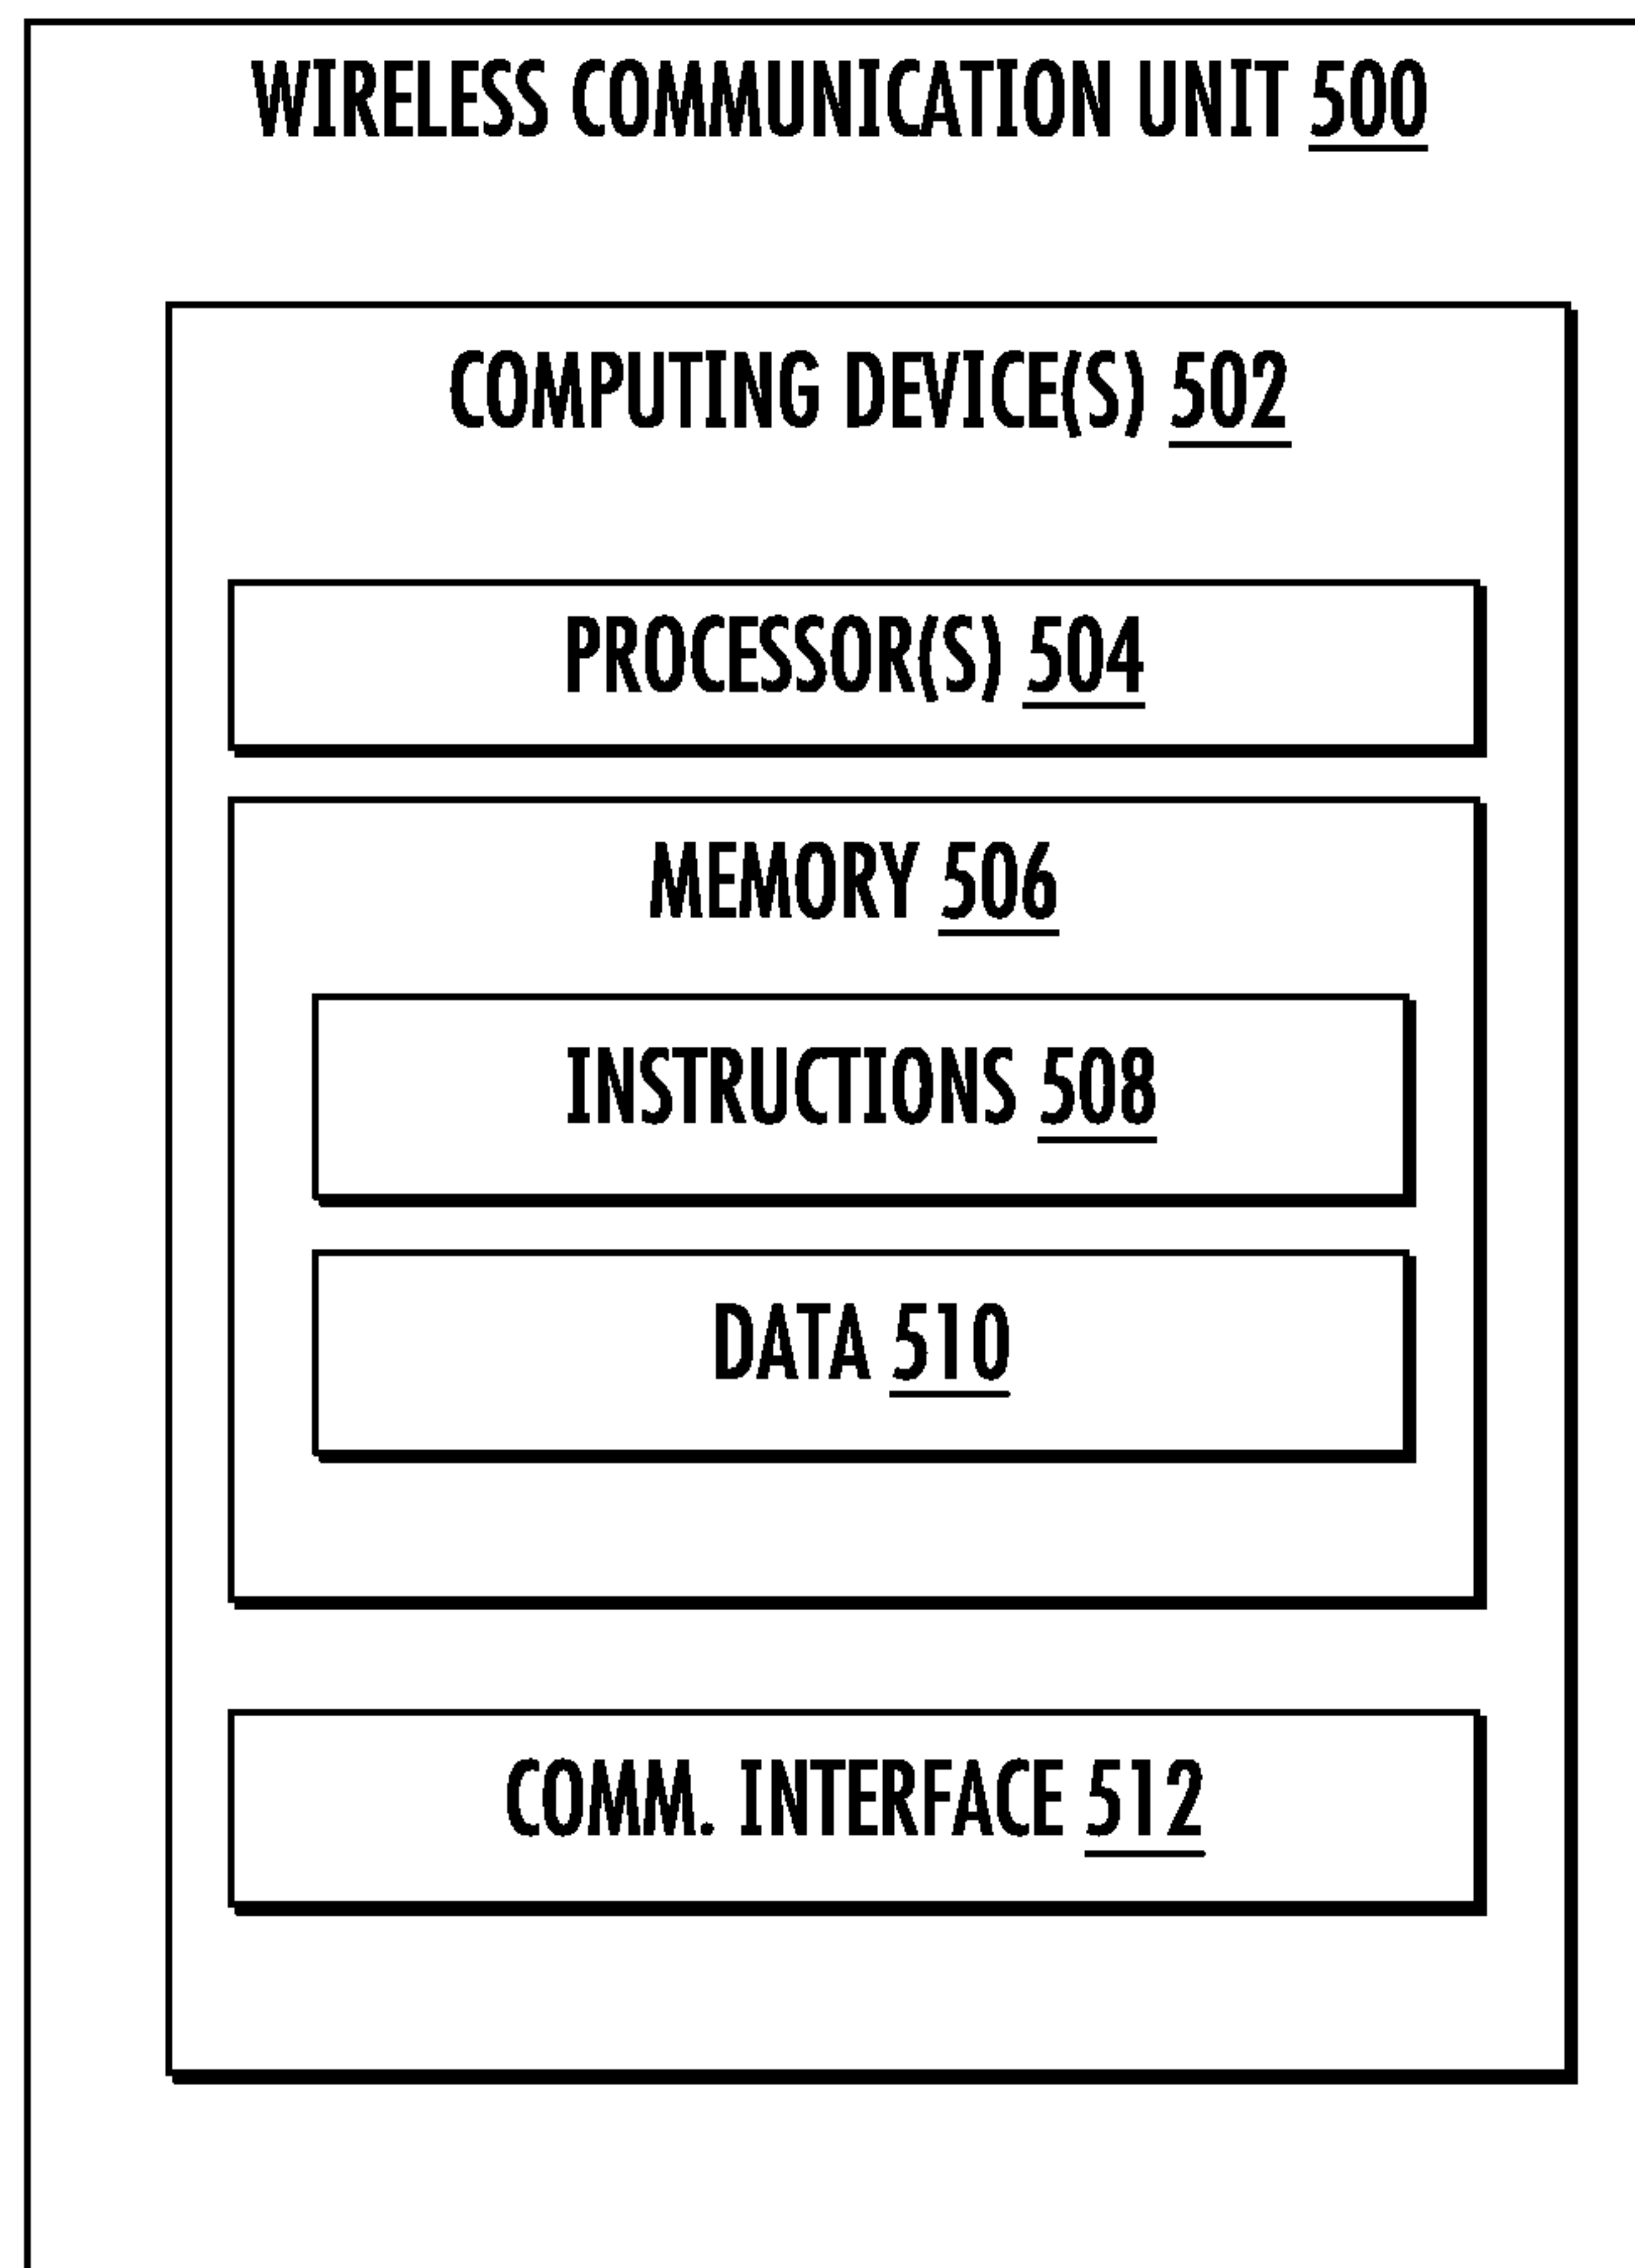 WIRELESS COMMUNICATION UNIT 500
COMPUTING DEVICE(S) 502
PROCESSOR(S) 504
MEMORY 506
INSTRUCTIONS 508
DATA 510
COMM. INTERFACE 512